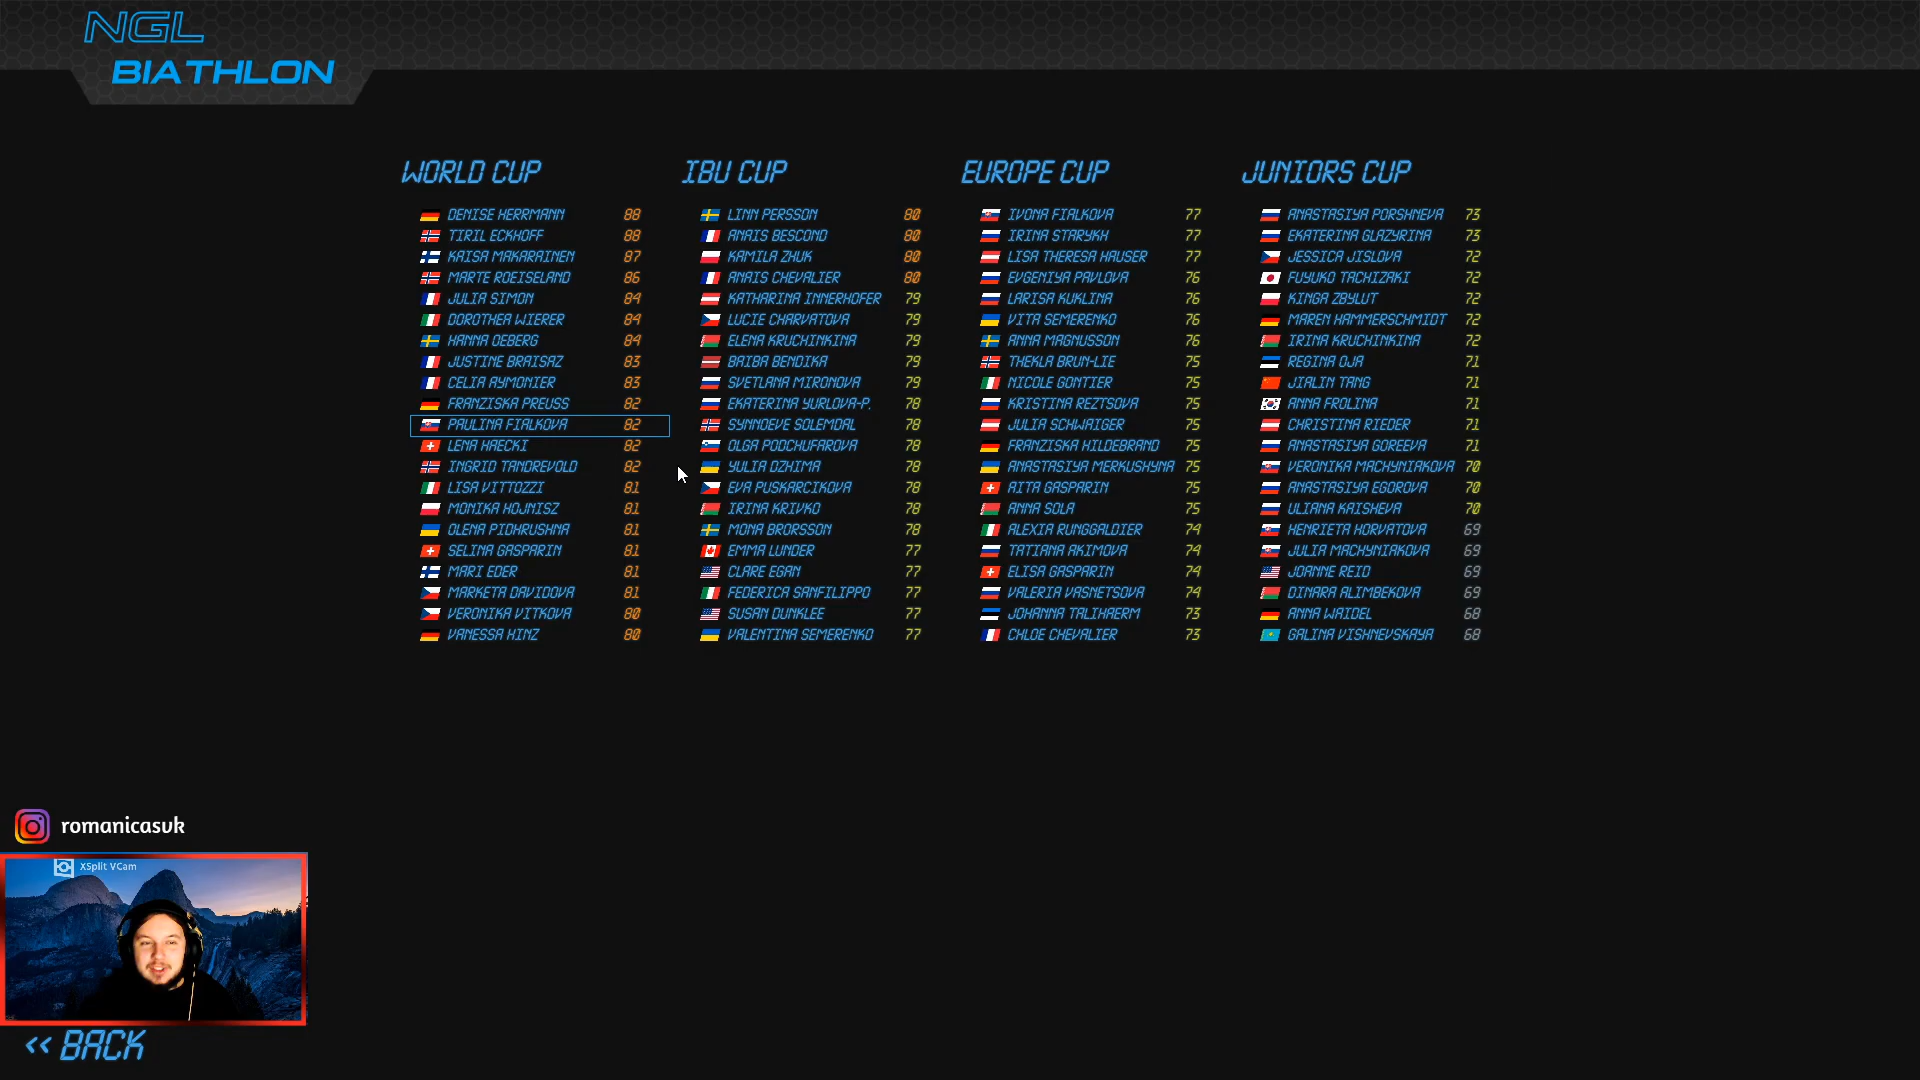 NGL
BIATHLON
WORLD CUP
DENISE HERRMANN 88
TIRIL ECKHOFF 88
KAISA MAKARAINEN 87
MARTE ROEISELAND 86
JULIA SIMON 84
DOROTHEA WIERER 84
HANNA OEBERG 84
JUSTINE BRAISAZ 83
CELIA AYMONIER 83
FRANZISKA PREUSS 82
PAULINA FIALKOVA 82
LENA HAECKI 82
INGRID TANDREVOLD 82
LISA VITTOZZI 81
MONIKA HOJNISZ 81
OLENA PIDHRUSHNA 81
SELINA GASPARIN 81
MARI EDER 81
MARKETA DAVIDOVA 81
VERONIKA VITKOVA 80
VANESSA HINZ 80
IBU CUP
LINN PERSSON 80
ANAIS BESCOND 80
KAMILA ZHUK 80
ANAIS CHEVALIER 80
KATHARINA INNERHOFER 79
LUCIE CHARVATOVA 79
ELENA KRUCHINKINA 79
BAIBA BENDIKA 79
SVETLANA MIRONOVA 79
EKATERINA YURLOVA-P. 78
SYNNOEVE SOLEMDAL 78
OLGA PODCHUFAROVA 78
YULIA DZHIMA 78
EVA PUSKARCIKOVA 78
IRINA KRIVKO 78
MONA BRORSSON 78
EMMA LUNDER 77
CLARE EGAN 77
FEDERICA SANFILIPPO 77
SUSAN DUNKLEE 77
VALENTINA SEMERENKO 77
EUROPE CUP
IVONA FIALKOVA 77
IRINA STARYKH 77
LISA THERESA HAUSER 77
EVGENIYA PAVLOVA 76
LARISA KUKLINA 76
VITA SEMERENKO 76
ANNA MAGNUSSON 76
THEKLA BRUN-LIE 75
NICOLE GONTIER 75
KRISTINA REZTSOVA 75
JULIA SCHWAIGER 75
FRANZISKA HILDEBRAND 75
ANASTASIYA MERKUSHYNA 75
AITA GASPARIN 75
ANNA SOLA 75
ALEXIA RUNGGALDIER 74
TATIANA AKIMOVA 74
ELISA GASPARIN 74
VALERIA VASNETSOVA 74
JOHANNA TALIHAERM 73
CHLOE CHEVALIER 73
JUNIORS CUP
ANASTASIYA PORSHNEVA 73
EKATERINA GLAZYRINA 73
JESSICA JISLOVA 72
FUYUKO TACHIZAKI 72
KINGA ZBYLUT 72
MAREN HAMMERSCHMIDT 72
IRINA KRUCHINKINA 72
REGINA OJA 71
JIALIN TANG 71
ANNA FROLINA 71
CHRISTINA RIEDER 71
ANASTASIYA GOREEVA 71
VERONIKA MACHYNIAKOVA 70
ANASTASIYA EGOROVA 70
ULIANA KAISHEVA 70
HENRIETA HORVATOVA 69
JULIA MACHYNIAKOVA 69
JOANNE REID 69
DINARA ALIMBEKOVA 69
ANNA WAIDEL 68
GALINA VISHNEVSKAYA 68
romanicasuk
XSplit VCam
<< BACK